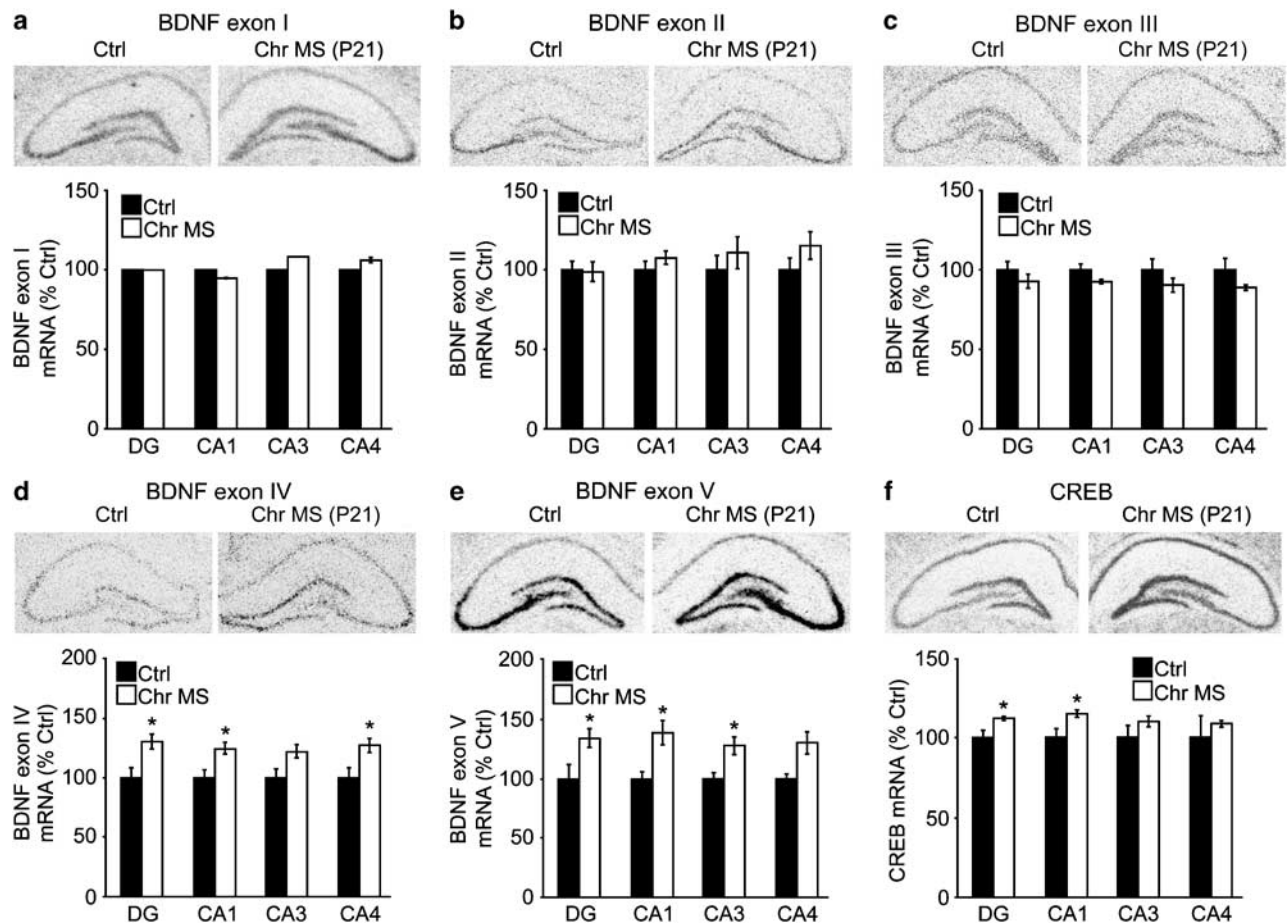 a BDNF exon I
Ctrl Chr MS (P21)
150
100
50
0
BDNF exon I
mRNA (% Ctrl)
Ctrl
Chr MS
DG CA1 CA3 CA4
b BDNF exon II
Ctrl Chr MS (P21)
150
100
50
0
BDNF exon II
mRNA (% Ctrl)
Ctrl
Chr MS
DG CA1 CA3 CA4
c BDNF exon III
Ctrl Chr MS (P21)
150
100
50
0
BDNF exon III
mRNA (% Ctrl)
Ctrl
Chr MS
DG CA1 CA3 CA4
d BDNF exon IV
Ctrl Chr MS (P21)
200
150
100
50
0
BDNF exon IV
mRNA (% Ctrl)
Ctrl
Chr MS
* * *
DG CA1 CA3 CA4
e BDNF exon V
Ctrl Chr MS (P21)
200
150
100
50
0
BDNF exon V
mRNA (% Ctrl)
Ctrl
Chr MS
* * *
DG CA1 CA3 CA4
f CREB
Ctrl Chr MS (P21)
150
100
50
0
CREB mRNA (% Ctrl)
Ctrl
Chr MS
* *
DG CA1 CA3 CA4